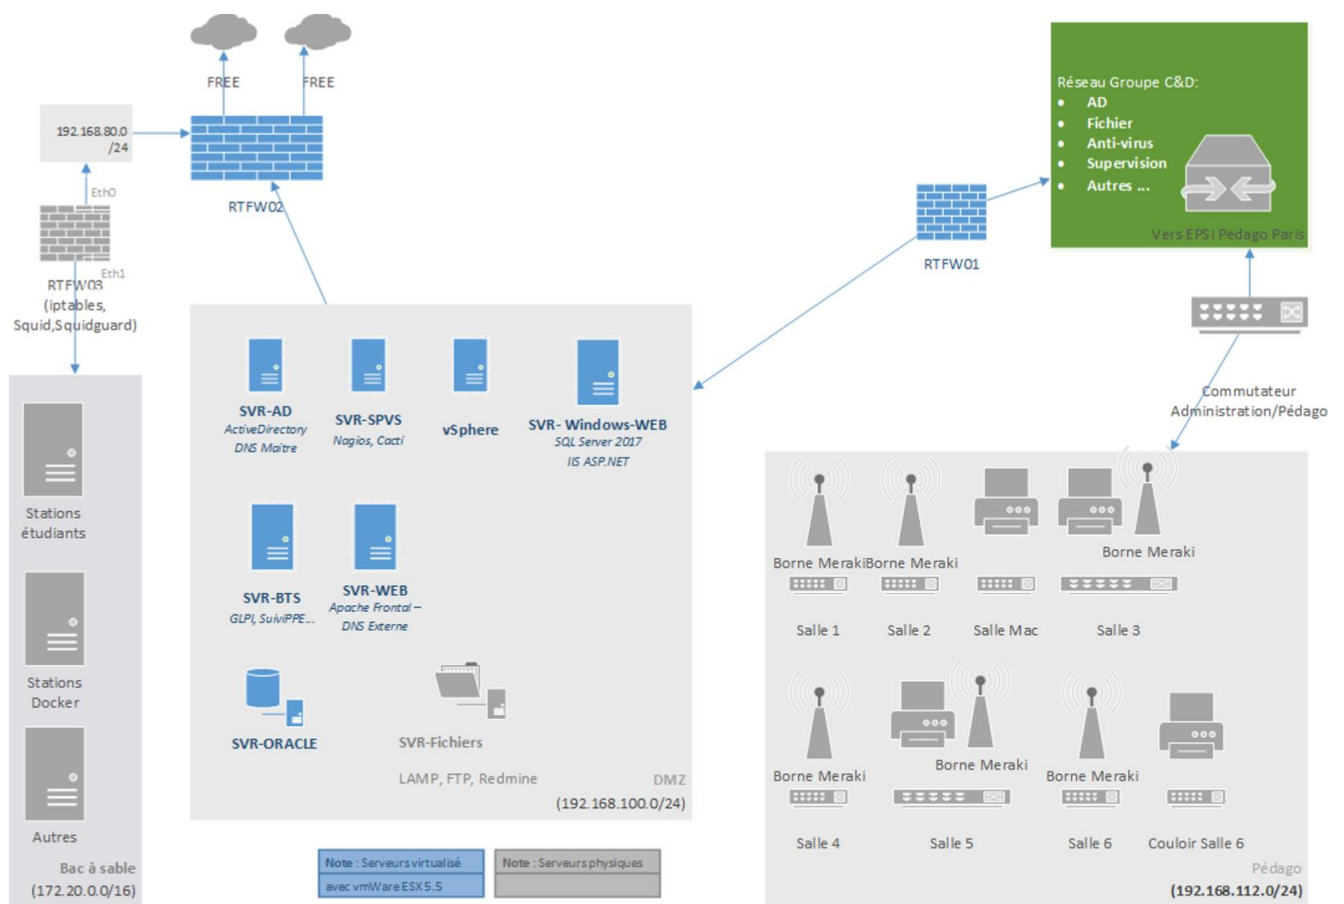 FREE
FREE
192.168.80.0
/24
Eth0
RTFW02
Eth1
RTFW03
(iptables,
Squid,Squidguard)
Réseau Groupe C&D:
• AD
• Fichier
• Anti-virus
• Supervision
• Autres ...
Vers EPSI Pedago Paris
RTFW01
Commutateur
Administration/Pédago
Stations
étudiants
Stations
Docker
Autres
Bac à sable
(172.20.0.0/16)
SVR-AD
ActiveDirectory
DNS Maitre
SVR-SPVS
Nagios, Cacti
vSphere
SVR- Windows-WEB
SQL Server 2017
IIS ASP.NET
SVR-BTS
GLPI, SuiviPPE...
SVR-WEB
Apache Frontal –
DNS Externe
SVR-ORACLE
SVR-Fichiers
LAMP, FTP, Redmine
DMZ
(192.168.100.0/24)
Note : Serveurs virtualisé
avec vmWare ESX 5.5
Note : Serveurs physiques
Borne Meraki
Borne Meraki
Borne Meraki
Salle 1
Salle 2
Salle Mac
Salle 3
Borne Meraki
Borne Meraki
Borne Meraki
Salle 4
Salle 5
Salle 6
Couloir Salle 6
Pédago
(192.168.112.0/24)